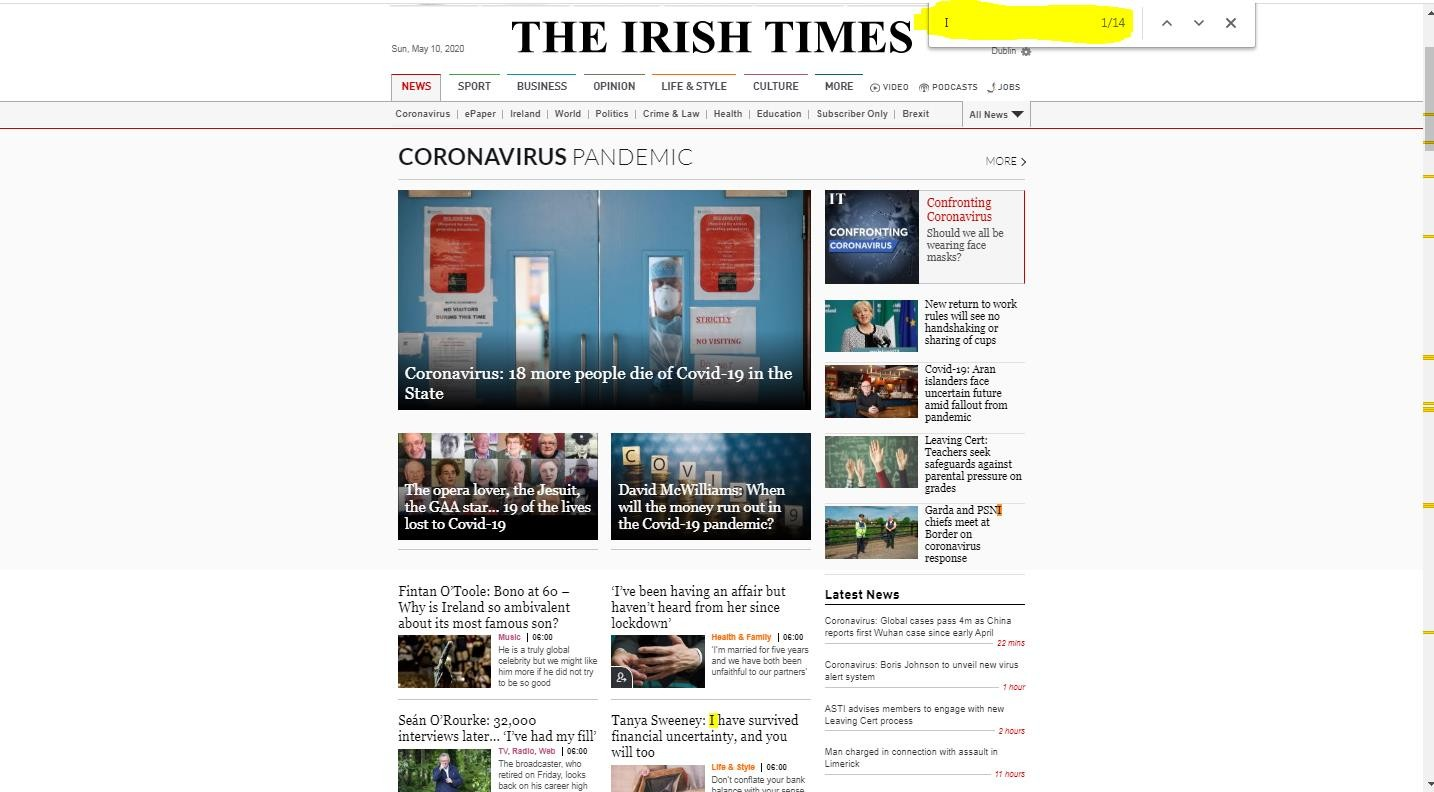 I 1/14
THE IRISH TIMES
Sun, May 10, 2020
Dublin
NEWS SPORT BUSINESS OPINION LIFE & STYLE CULTURE MORE VIDEO PODCASTS JOBS
Coronavirus ePaper Ireland World Politics Crime & Law Health Education Subscriber Only Brexit All News
CORONAVIRUS PANDEMIC
MORE
NO VISITORS
DURING THIS TIME
STRICTLY
NO VISITING
Coronavirus: 18 more people die of Covid-19 in the
State
IT
CONFRONTING
CORONAVIRUS
Confronting
Coronavirus
Should we all be
wearing face
masks?
New return to work
rules will see no
handshaking or
sharing of cups
Covid-19: Aran
islanders face
uncertain future
amid fallout from
pandemic
Leaving Cert:
Teachers seek
safeguards against
parental pressure on
grades
Garda and PSNI
chiefs meet at
Border on
coronavirus
response
The opera lover, the Jesuit,
the GAA star... 19 of the lives
lost to Covid-19
C O V I
9
David McWilliams: When
will the money run out in
the Covid-19 pandemic?
Fintan O’Toole: Bono at 60 –
Why is Ireland so ambivalent
about its most famous son?
Music | 06:00
He is a truly global
celebrity but we might like
him more if he did not try
to be so good
‘I’ve been having an affair but
haven’t heard from her since
lockdown’
Health & Family | 06:00
'I'm married for five years
and we have both been
unfaithful to our partners'
Seán O’Rourke: 32,000
interviews later... ‘I’ve had my fill’
TV, Radio, Web | 06:00
The broadcaster, who
retired on Friday, looks
back on his career high
Tanya Sweeney: I have survived
financial uncertainty, and you
will too
Life & Style | 06:00
Don't conflate your bank
balance with your sense
Latest News
Coronavirus: Global cases pass 4m as China
reports first Wuhan case since early April
22 mins
Coronavirus: Boris Johnson to unveil new virus
alert system
1 hour
ASTI advises members to engage with new
Leaving Cert process
2 hours
Man charged in connection with assault in
Limerick
11 hours